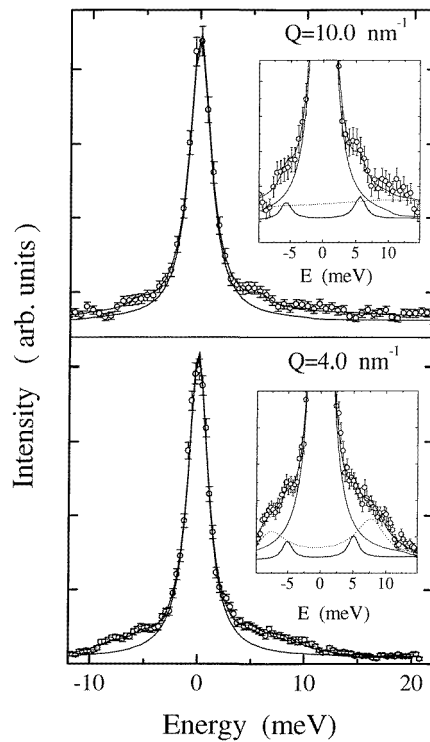 Q=10.0 nm⁻¹
-5 0 5 10
E (meV)
Q=4.0 nm⁻¹
-5 0 5 10
E (meV)
Intensity ( arb. units )
-10 0 10 20
Energy (meV)